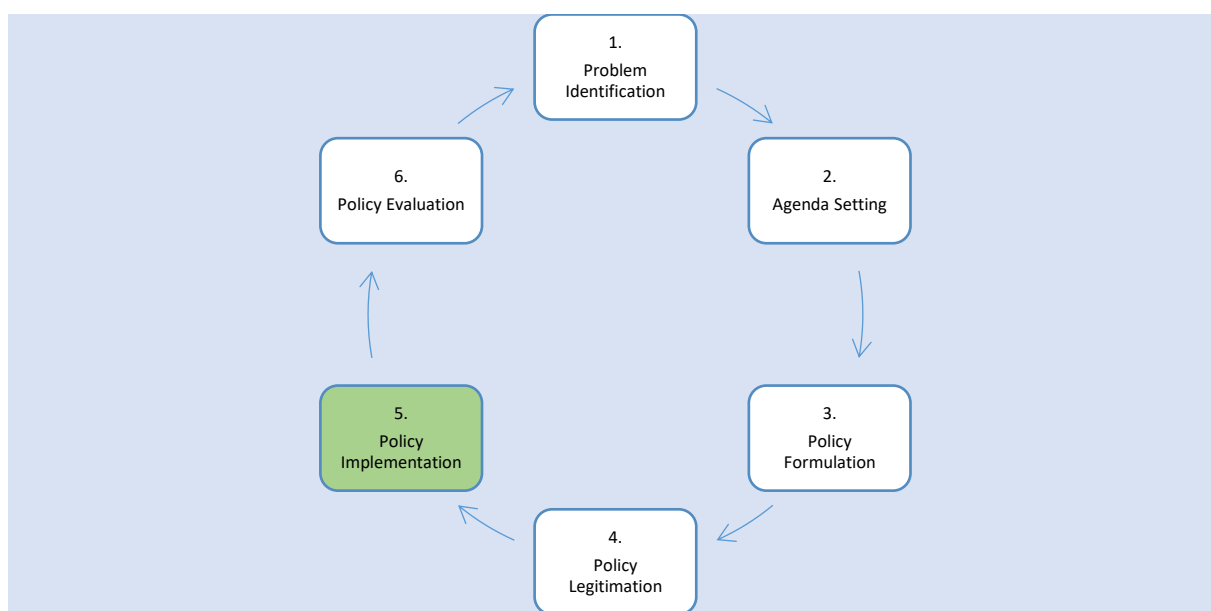 1.
Problem
Identification
2.
Agenda Setting
3.
Policy
Formulation
4.
Policy
Legitimation
5.
Policy
Implementation
6.
Policy Evaluation